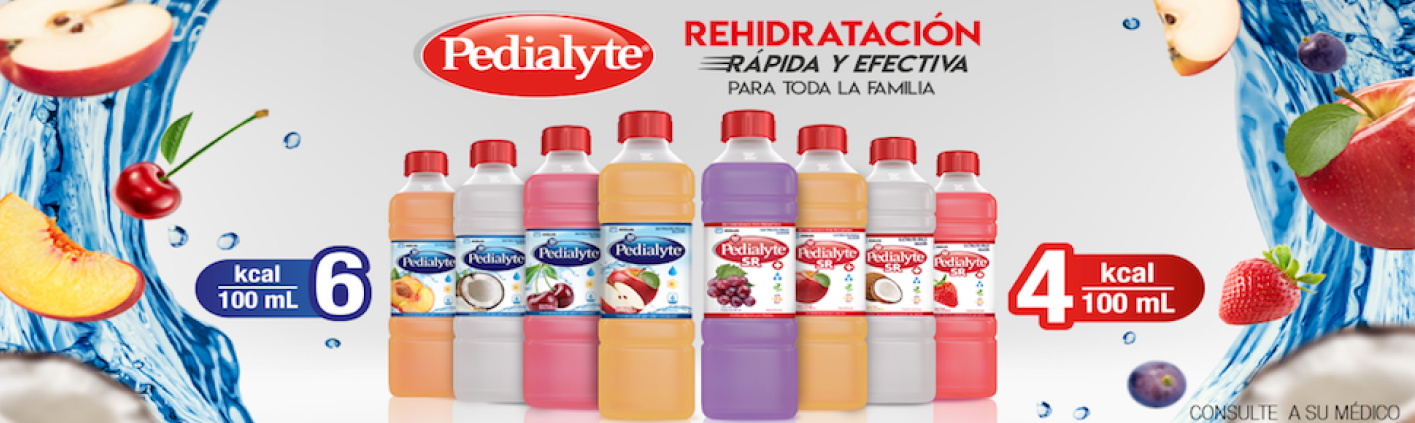 Pedialyte®
REHIDRATACIÓN
RÁPIDA Y EFECTIVA
PARA TODA LA FAMILIA
kcal
100 mL
6
Pedialyte
Pedialyte
Pedialyte
Pedialyte
Pedialyte
SR
Pedialyte
SR
Pedialyte
SR
Pedialyte
SR
4
kcal
100 mL
CONSULTE A SU MÉDICO